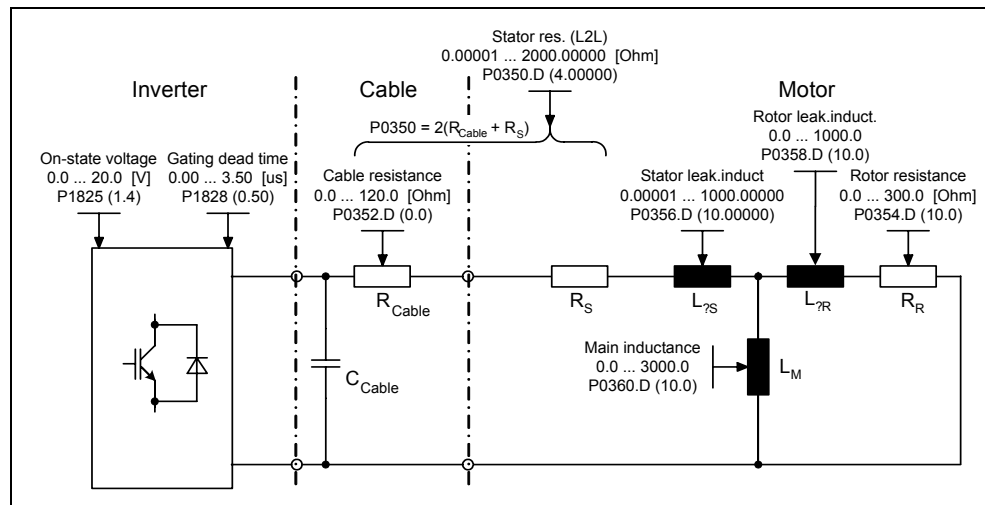 Stator res. (L2L)
0.00001 ... 2000.00000 [Ohm]
P0350.D (4.00000)
Inverter
Cable
Motor
P0350 = 2(R_Cable + R_S)
Rotor leak.induct.
0.0 ... 1000.0
P0358.D (10.0)
On-state voltage
0.0 ... 20.0 [V]
P1825 (1.4)
Gating dead time
0.00 ... 3.50 [us]
P1828 (0.50)
Cable resistance
0.0 ... 120.0 [Ohm]
P0352.D (0.0)
Stator leak.induct
0.00001 ... 1000.00000
P0356.D (10.00000)
Rotor resistance
0.0 ... 300.0 [Ohm]
P0354.D (10.0)
R_Cable
R_S
L_?S
L_?R
R_R
C_Cable
Main inductance
0.0 ... 3000.0
P0360.D (10.0)
L_M